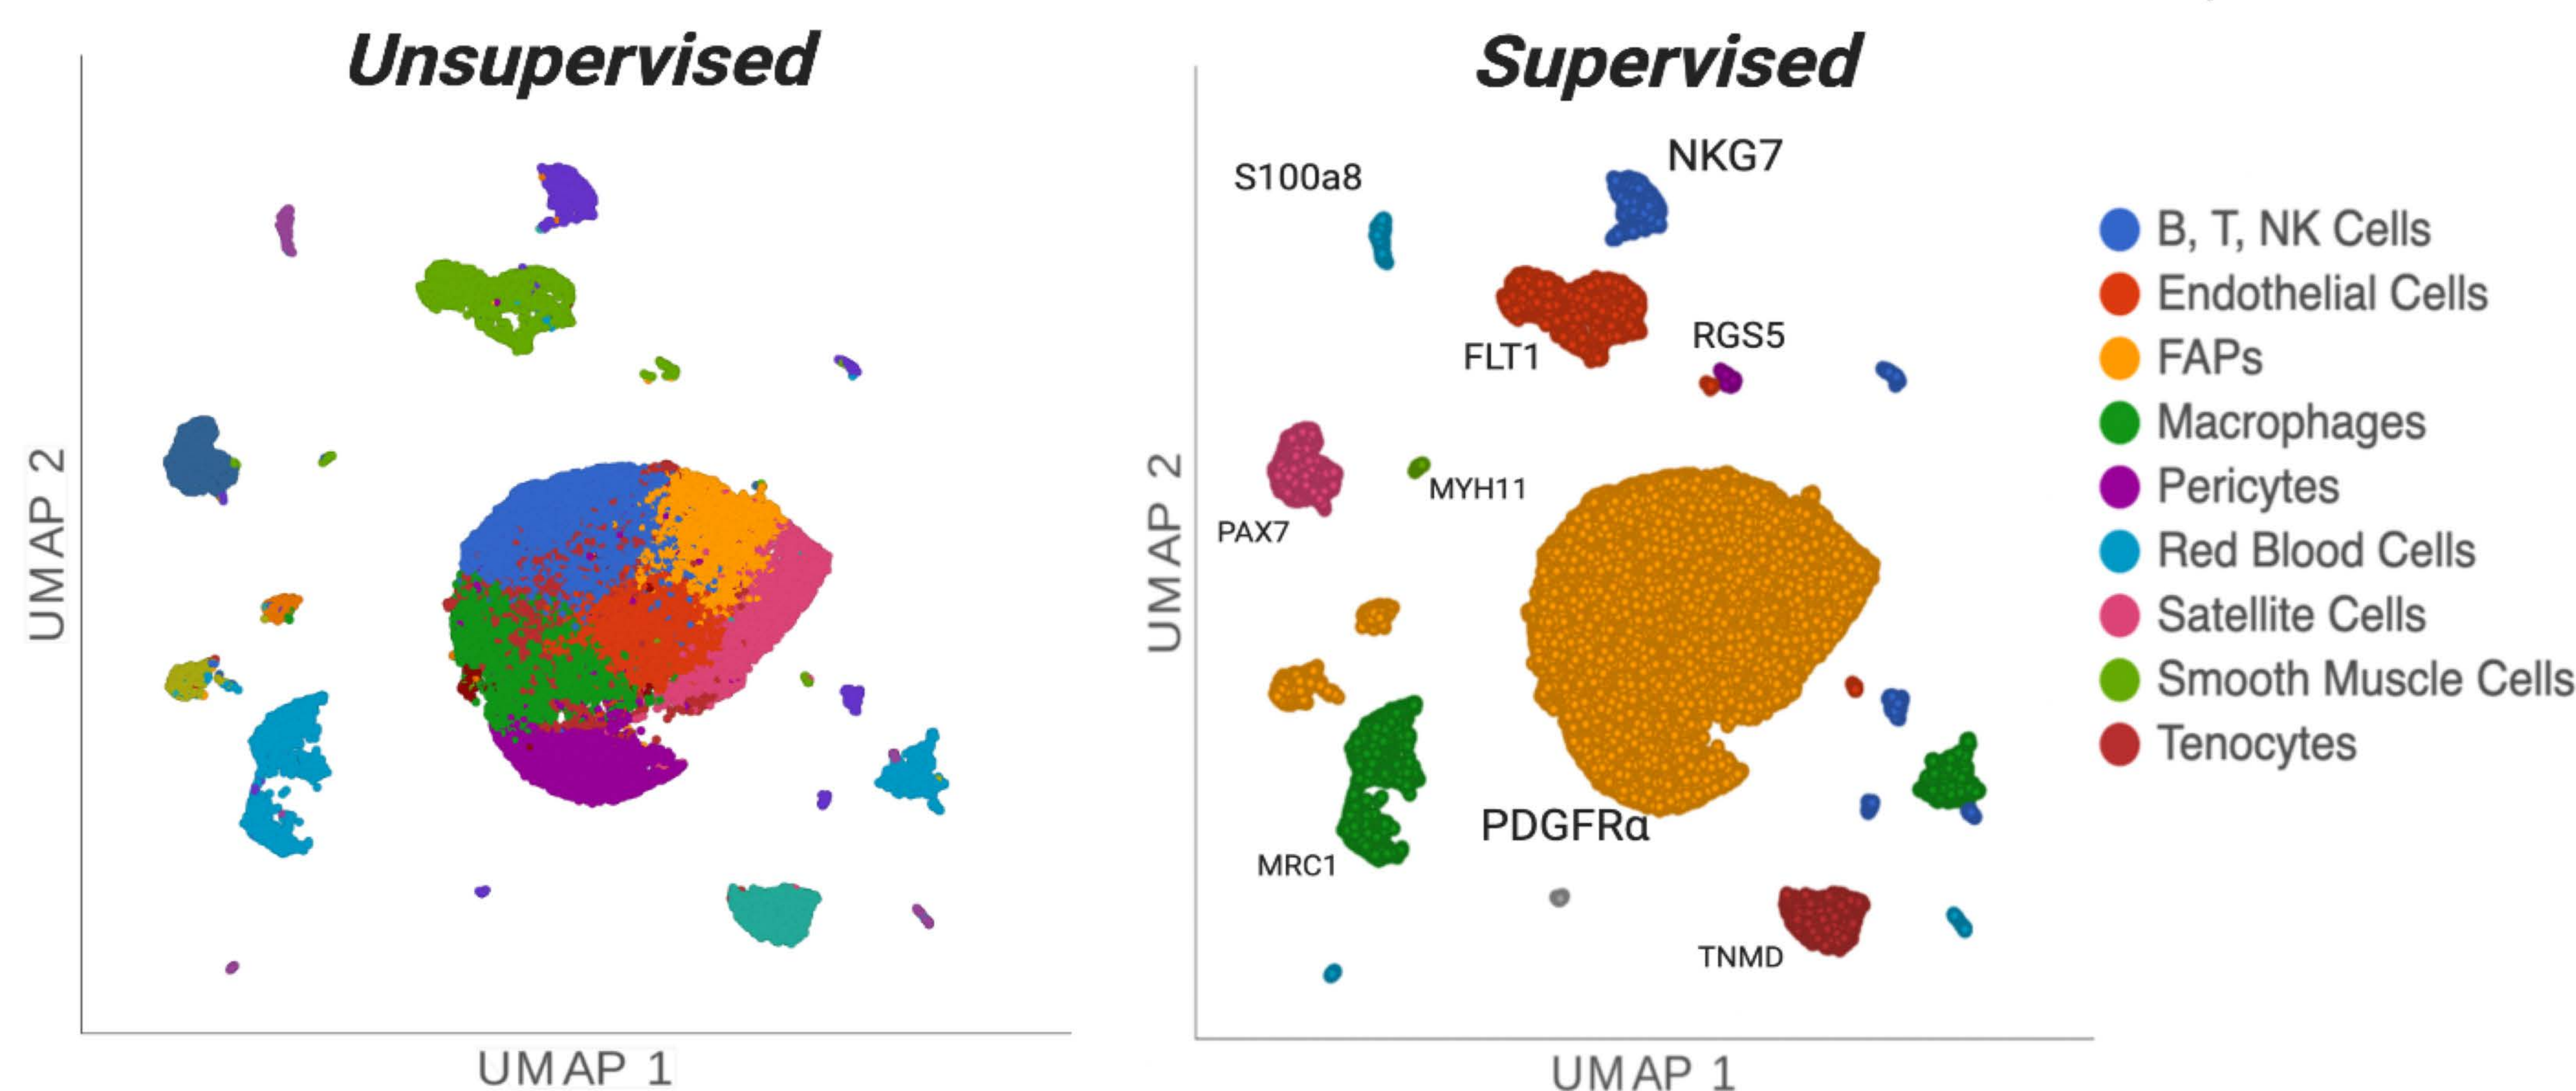 Unsupervised
UMAP 2
UMAP 1
Supervised
S100a8
NKG7
FLT1
RGS5
PAX7
MYH11
PDGFRα
MRC1
TNMD
UMAP 2
UMAP 1
B, T, NK Cells
Endothelial Cells
FAPs
Macrophages
Pericytes
Red Blood Cells
Satellite Cells
Smooth Muscle Cells
Tenocytes